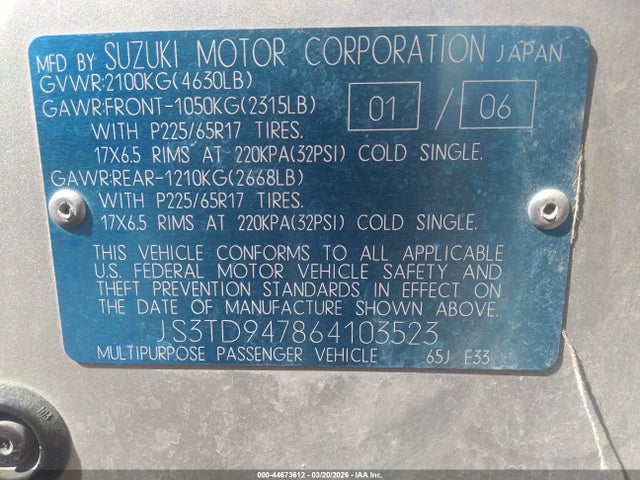 MFD BY SUZUKI MOTOR CORPORATION JAPAN
GVWR:2100KG(4630LB)
GAWR:FRONT-1050KG(2315LB)
01 / 06
WITH P225/65R17 TIRES.
17X6.5 RIMS AT 220KPA(32PSI) COLD SINGLE.
GAWR:REAR-1210KG(2668LB)
WITH P225/65R17 TIRES.
17X6.5 RIMS AT 220KPA(32PSI) COLD SINGLE.
THIS VEHICLE CONFORMS TO ALL APPLICABLE
U.S. FEDERAL MOTOR VEHICLE SAFETY AND
THEFT PREVENTION STANDARDS IN EFFECT ON
THE DATE OF MANUFACTURE SHOWN ABOVE.
JS3TD947864103523
MULTIPURPOSE PASSENGER VEHICLE 65J E33
000-44673612 - 03/20/2026 - IAA Inc.